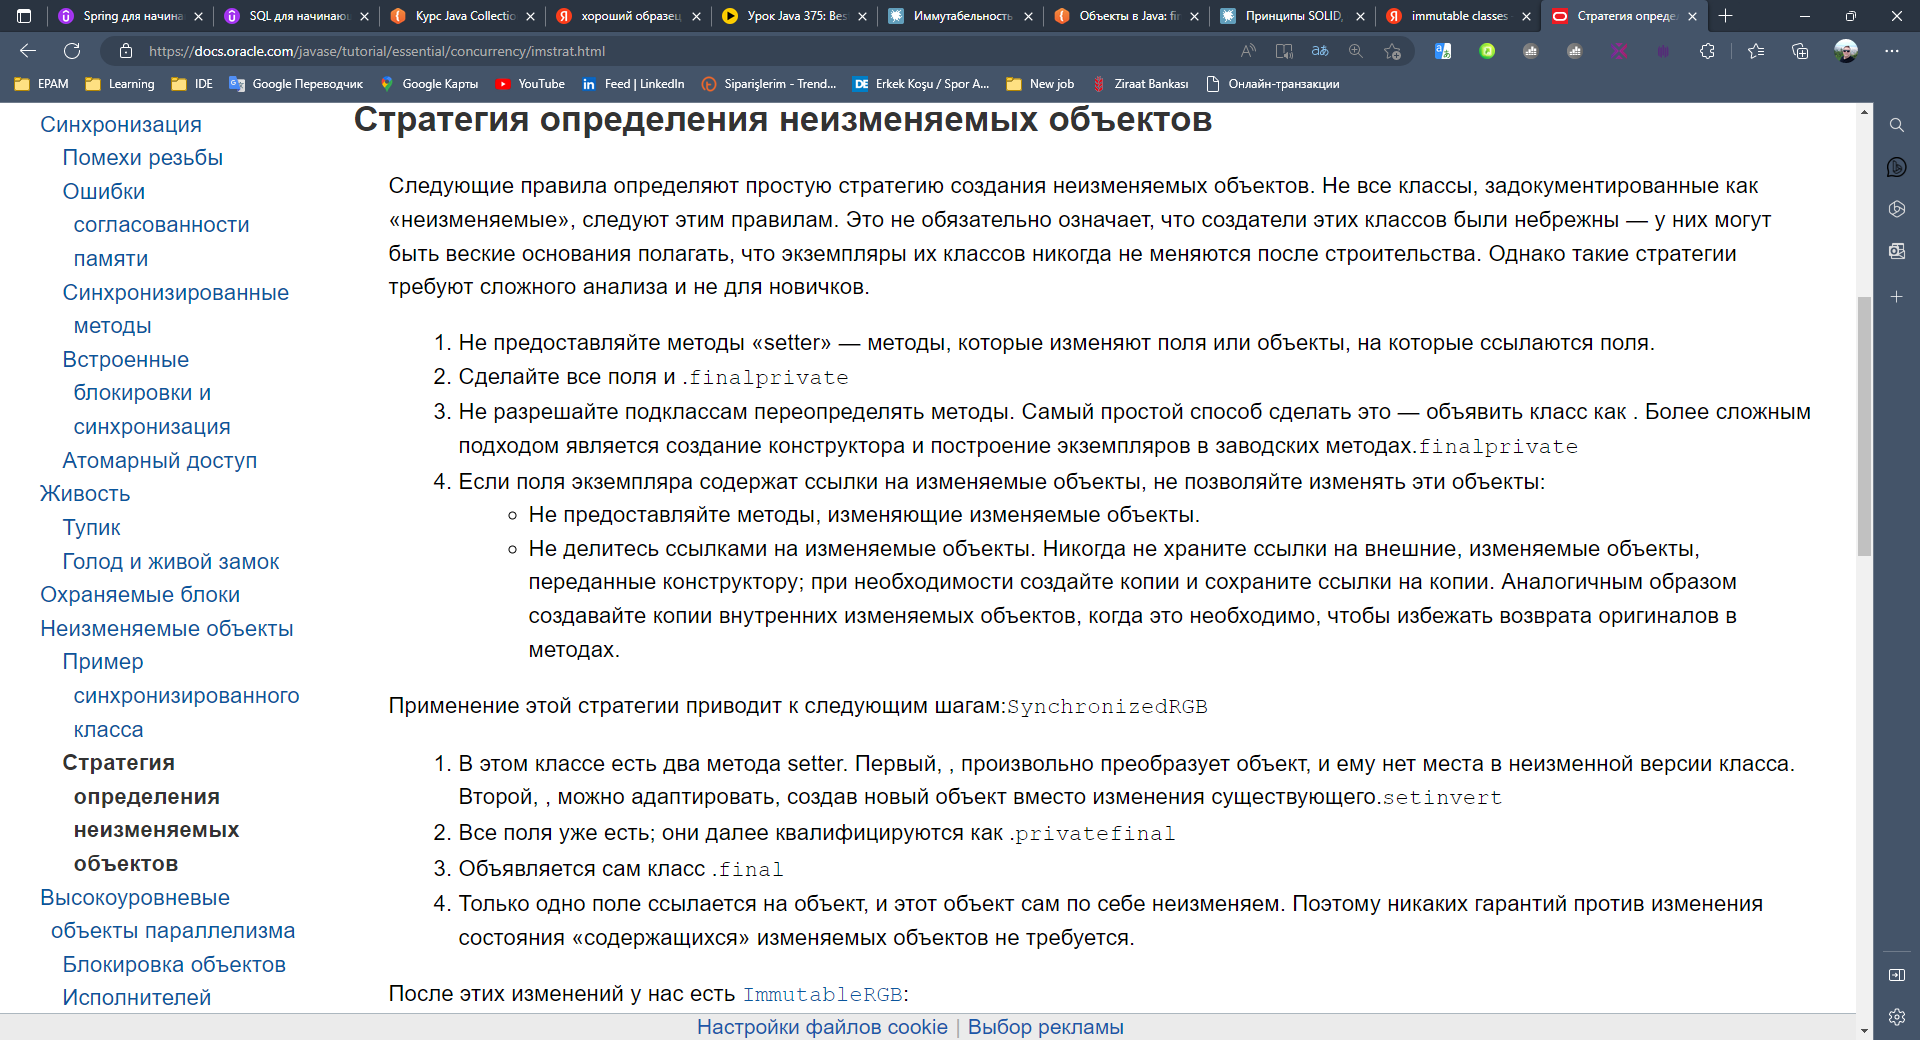 Spring для начина
SQL для начинающ
Курс Java Collectio
хороший образец
Урок Java 375: Bes
Иммутабельность
Объекты в Java: fin
Принципы SOLID,
immutable classes -
Стратегия опреде
https://docs.oracle.com/javase/tutorial/essential/concurrency/imstrat.html
EPAM
Learning
IDE
Google Переводчик
Google Карты
YouTube
Feed | LinkedIn
Siparişlerim - Trend...
Erkek Koşu / Spor A...
New job
Ziraat Bankası
Онлайн-транзакции
Синхронизация
Помехи резьбы
Ошибки
согласованности
памяти
Синхронизированные
методы
Встроенные
блокировки и
синхронизация
Атомарный доступ
Живость
Тупик
Голод и живой замок
Охраняемые блоки
Неизменяемые объекты
Пример
синхронизированного
класса
Стратегия
определения
неизменяемых
объектов
Высокоуровневые
объекты параллелизма
Блокировка объектов
Исполнителей
Стратегия определения неизменяемых объектов
Следующие правила определяют простую стратегию создания неизменяемых объектов. Не все классы, задокументированные как
«неизменяемые», следуют этим правилам. Это не обязательно означает, что создатели этих классов были небрежны — у них могут
быть веские основания полагать, что экземпляры их классов никогда не меняются после строительства. Однако такие стратегии
требуют сложного анализа и не для новичков.
1. Не предоставляйте методы «setter» — методы, которые изменяют поля или объекты, на которые ссылаются поля.
2. Сделайте все поля и .finalprivate
3. Не разрешайте подклассам переопределять методы. Самый простой способ сделать это — объявить класс как . Более сложным
подходом является создание конструктора и построение экземпляров в заводских методах.finalprivate
4. Если поля экземпляра содержат ссылки на изменяемые объекты, не позволяйте изменять эти объекты:
Не предоставляйте методы, изменяющие изменяемые объекты.
Не делитесь ссылками на изменяемые объекты. Никогда не храните ссылки на внешние, изменяемые объекты,
переданные конструктору; при необходимости создайте копии и сохраните ссылки на копии. Аналогичным образом
создавайте копии внутренних изменяемых объектов, когда это необходимо, чтобы избежать возврата оригиналов в
методах.
Применение этой стратегии приводит к следующим шагам:SynchronizedRGB
1. В этом классе есть два метода setter. Первый, , произвольно преобразует объект, и ему нет места в неизменной версии класса.
Второй, , можно адаптировать, создав новый объект вместо изменения существующего.setinvert
2. Все поля уже есть; они далее квалифицируются как .privatefinal
3. Объявляется сам класс .final
4. Только одно поле ссылается на объект, и этот объект сам по себе неизменяем. Поэтому никаких гарантий против изменения
состояния «содержащихся» изменяемых объектов не требуется.
После этих изменений у нас есть ImmutableRGB:
Настройки файлов cookie | Выбор рекламы